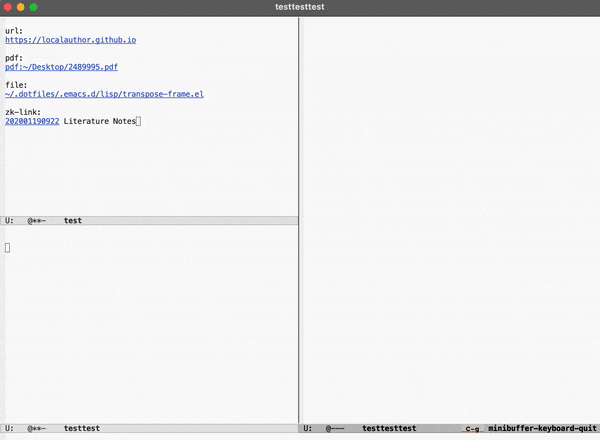 testtesttest
url:
https://localauthor.github.io
pdf:
pdf:~/Desktop/2489995.pdf
file:
~/.dotfiles/.emacs.d/lisp/transpose-frame.el
zk-link:
202001190922 Literature Notes
U: @**- test
U: @**- testtest
U: @--- testtesttest C-g minibuffer-keyboard-quit